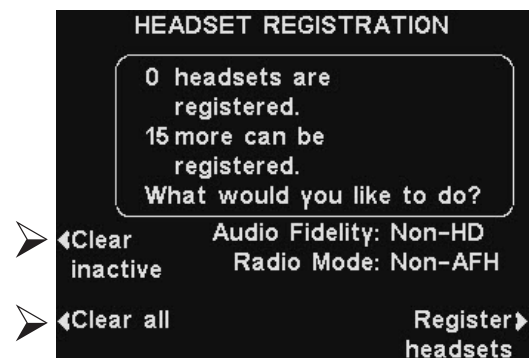 HEADSET REGISTRATION
0 headsets are
registered.
15 more can be
registered.
What would you like to do?
Clear
inactive
Audio Fidelity: Non-HD
Radio Mode: Non-AFH
Clear all
Register
headsets